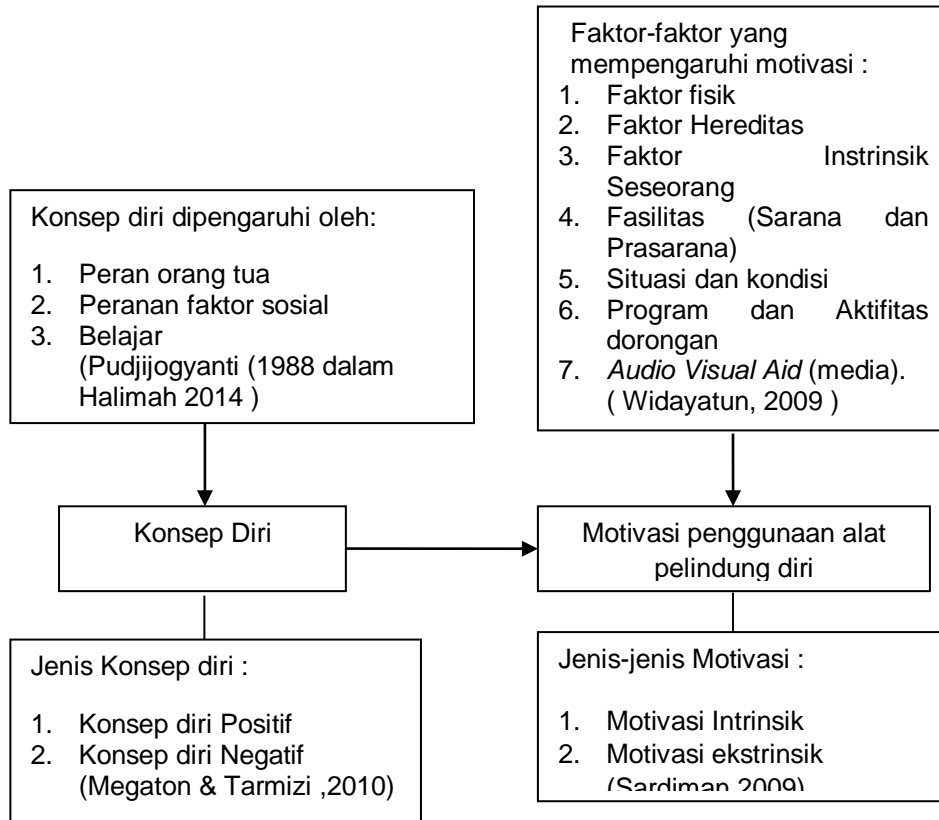 Faktor-faktor yang
mempengaruhi motivasi :
1. Faktor fisik
2. Faktor Hereditas
3. Faktor Instrinsik
Seseorang
4. Fasilitas (Sarana dan
Prasarana)
5. Situasi dan kondisi
6. Program dan Aktifitas
dorongan
7. Audio Visual Aid (media).
( Widayatun, 2009 )
Konsep diri dipengaruhi oleh:
1. Peran orang tua
2. Peranan faktor sosial
3. Belajar
(Pudjijogyanti (1988 dalam
Halimah 2014 )
Konsep Diri
Motivasi penggunaan alat
pelindung diri
Jenis Konsep diri :
1. Konsep diri Positif
2. Konsep diri Negatif
(Megaton & Tarmizi ,2010)
Jenis-jenis Motivasi :
1. Motivasi Intrinsik
2. Motivasi ekstrinsik
(Sardiman 2009)